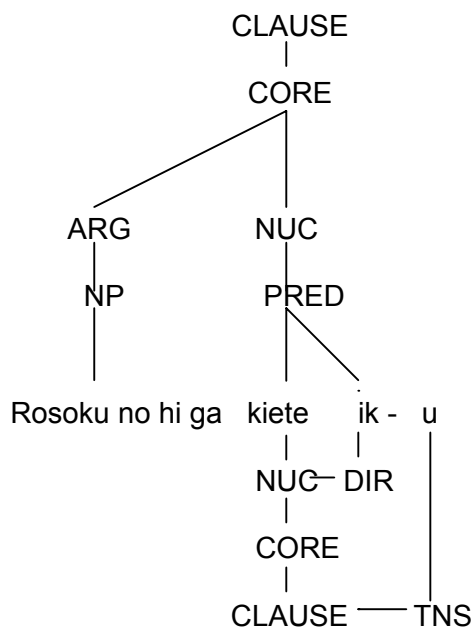 CLAUSE
CORE
ARG NUC
NP PRED
Rosoku no hi ga kiete ik - u
NUC DIR
CORE
CLAUSE TNS